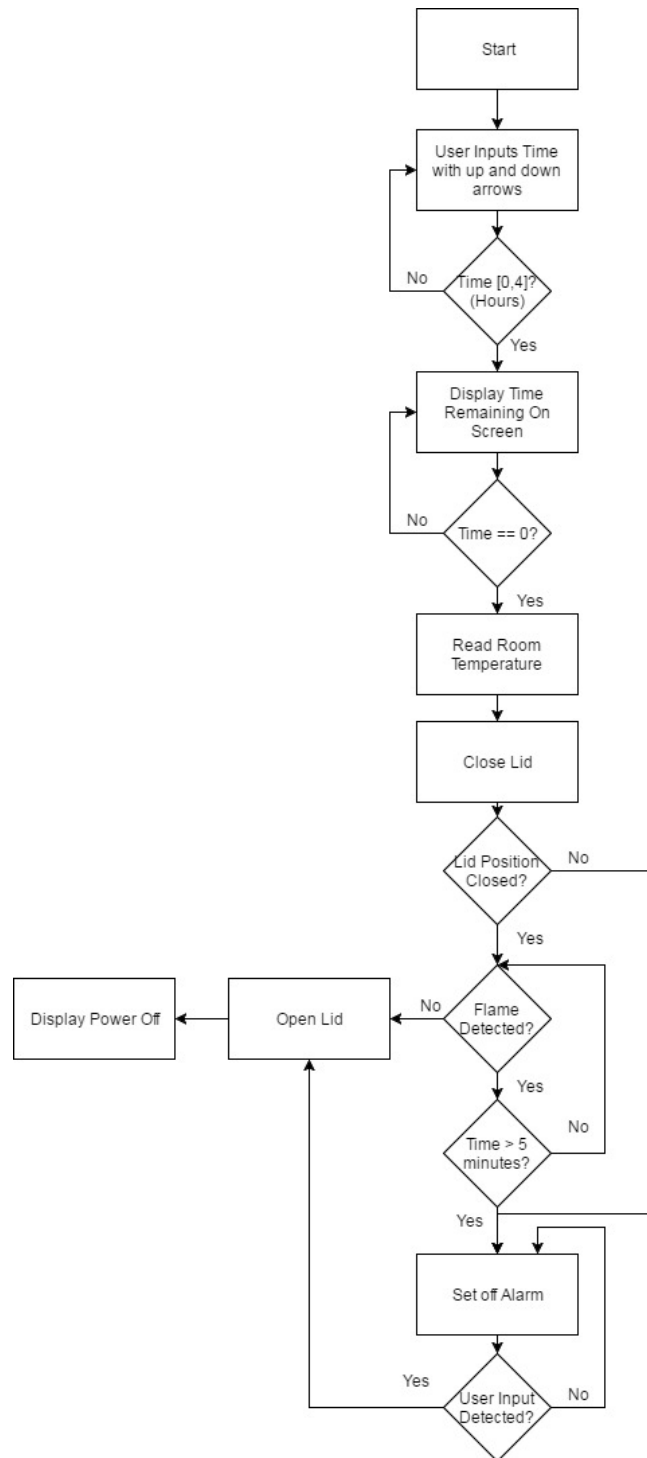 Start
User Inputs Time
with up and down
arrows
No
Time [0,4]?
(Hours)
Yes
Display Time
Remaining On
Screen
No
Time == 0?
Yes
Read Room
Temperature
Close Lid
Lid Position
Closed?
No
Yes
Display Power Off
Open Lid
No
Flame
Detected?
Yes
Time > 5
minutes?
No
Yes
Set off Alarm
Yes
User Input
Detected?
No